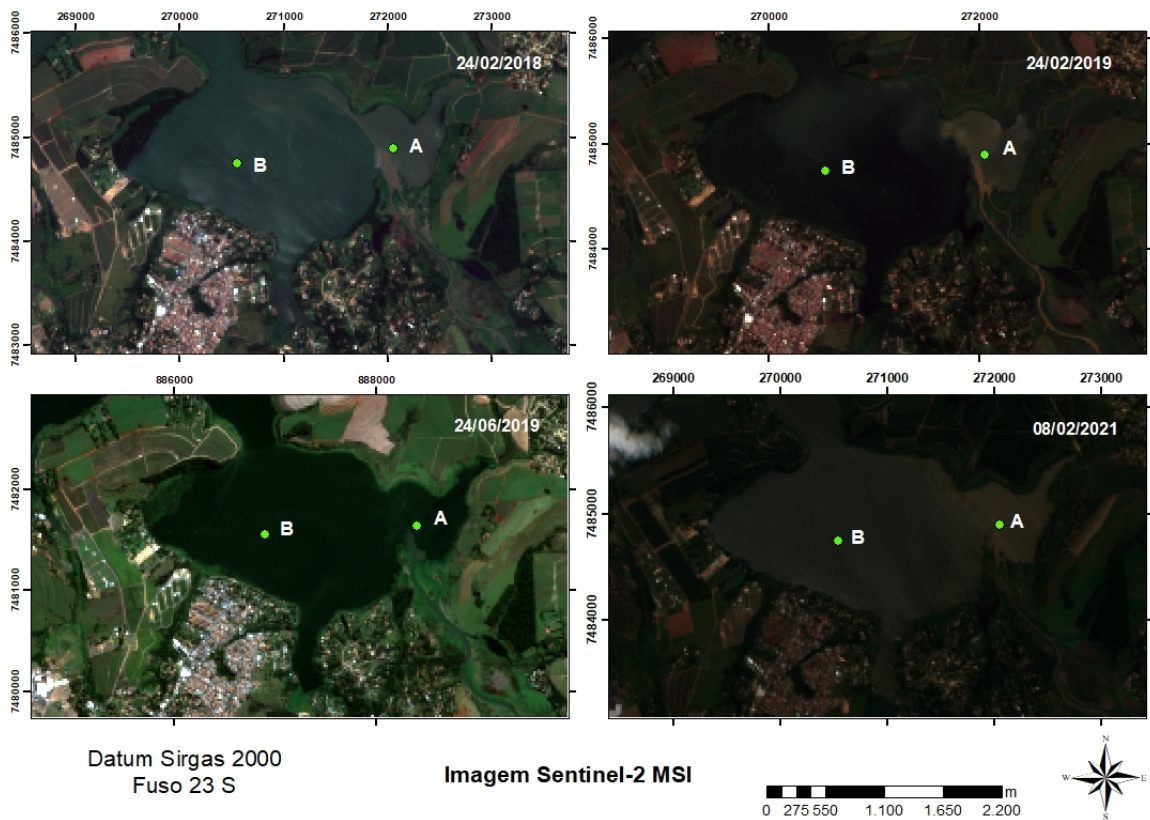 269000 270000 271000 272000 273000
7486000
7485000
7484000
7483000
24/02/2018
B
A
270000 272000
7486000
7485000
7484000
24/02/2019
B
A
886000 888000
7482000
7481000
7480000
24/06/2019
B
A
269000 270000 271000 272000 273000
7486000
7485000
7484000
08/02/2021
B
A
Datum Sirgas 2000
Fuso 23 S
Imagem Sentinel-2 MSI
m
0 275 550 1.100 1.650 2.200
N
W E
S